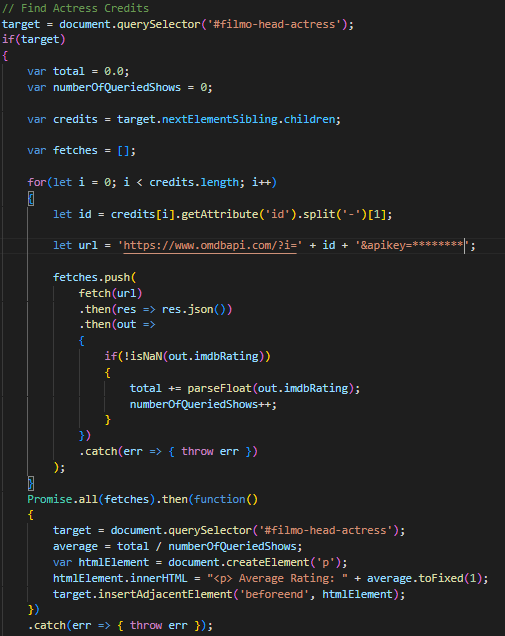 // Find Actress Credits
target = document.querySelector('#filmo-head-actress');
if(target)
{
    var total = 0.0;
    var numberOfQueriedShows = 0;

    var credits = target.nextElementSibling.children;

    var fetches = [];

    for(let i = 0; i < credits.length; i++)
    {
        let id = credits[i].getAttribute('id').split('-')[1];

        let url = 'https://www.omdbapi.com/?i=' + id + '&apikey=********';

        fetches.push(
            fetch(url)
            .then(res => res.json())
            .then(out =>
            {
                if(!isNaN(out.imdbRating))
                {
                    total += parseFloat(out.imdbRating);
                    numberOfQueriedShows++;
                }
            })
            .catch(err => { throw err })
        );
    }
    Promise.all(fetches).then(function()
    {
        target = document.querySelector('#filmo-head-actress');
        average = total / numberOfQueriedShows;
        var htmlElement = document.createElement('p');
        htmlElement.innerHTML = "<p> Average Rating: " + average.toFixed(1);
        target.insertAdjacentElement('beforeend', htmlElement);
    })
    .catch(err => { throw err });